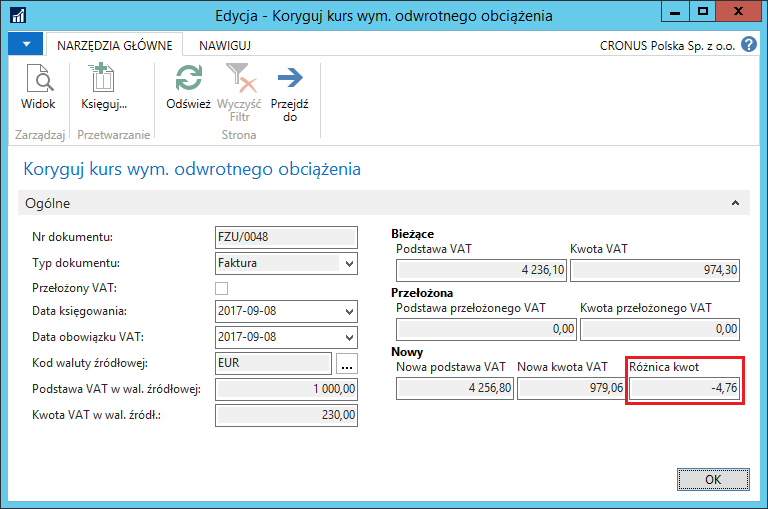 Edycja - Koryguj kurs wym. odwrotnego obciążenia
NARZĘDZIA GŁÓWNE NAWIGUJ CRONUS Polska Sp. z o.o. ?
Widok Księguj... Odśwież Wyczyść Filtr Przejdź do
Zarządzaj Przetwarzanie Strona
Koryguj kurs wym. odwrotnego obciążenia
Ogólne
Nr dokumentu: FZU/0048
Typ dokumentu: Faktura
Przełożony VAT:
Data księgowania: 2017-09-08
Data obowiązku VAT: 2017-09-08
Kod waluty źródłowej: EUR ...
Podstawa VAT w wal. źródłowej: 1 000,00
Kwota VAT w wal. źródł.: 230,00
Bieżące
Podstawa VAT Kwota VAT
4 236,10 974,30
Przełożona
Podstawa przełożonego VAT Kwota przełożonego VAT
0,00 0,00
Nowy
Nowa podstawa VAT Nowa kwota VAT Różnica kwot
4 256,80 979,06 -4,76
OK